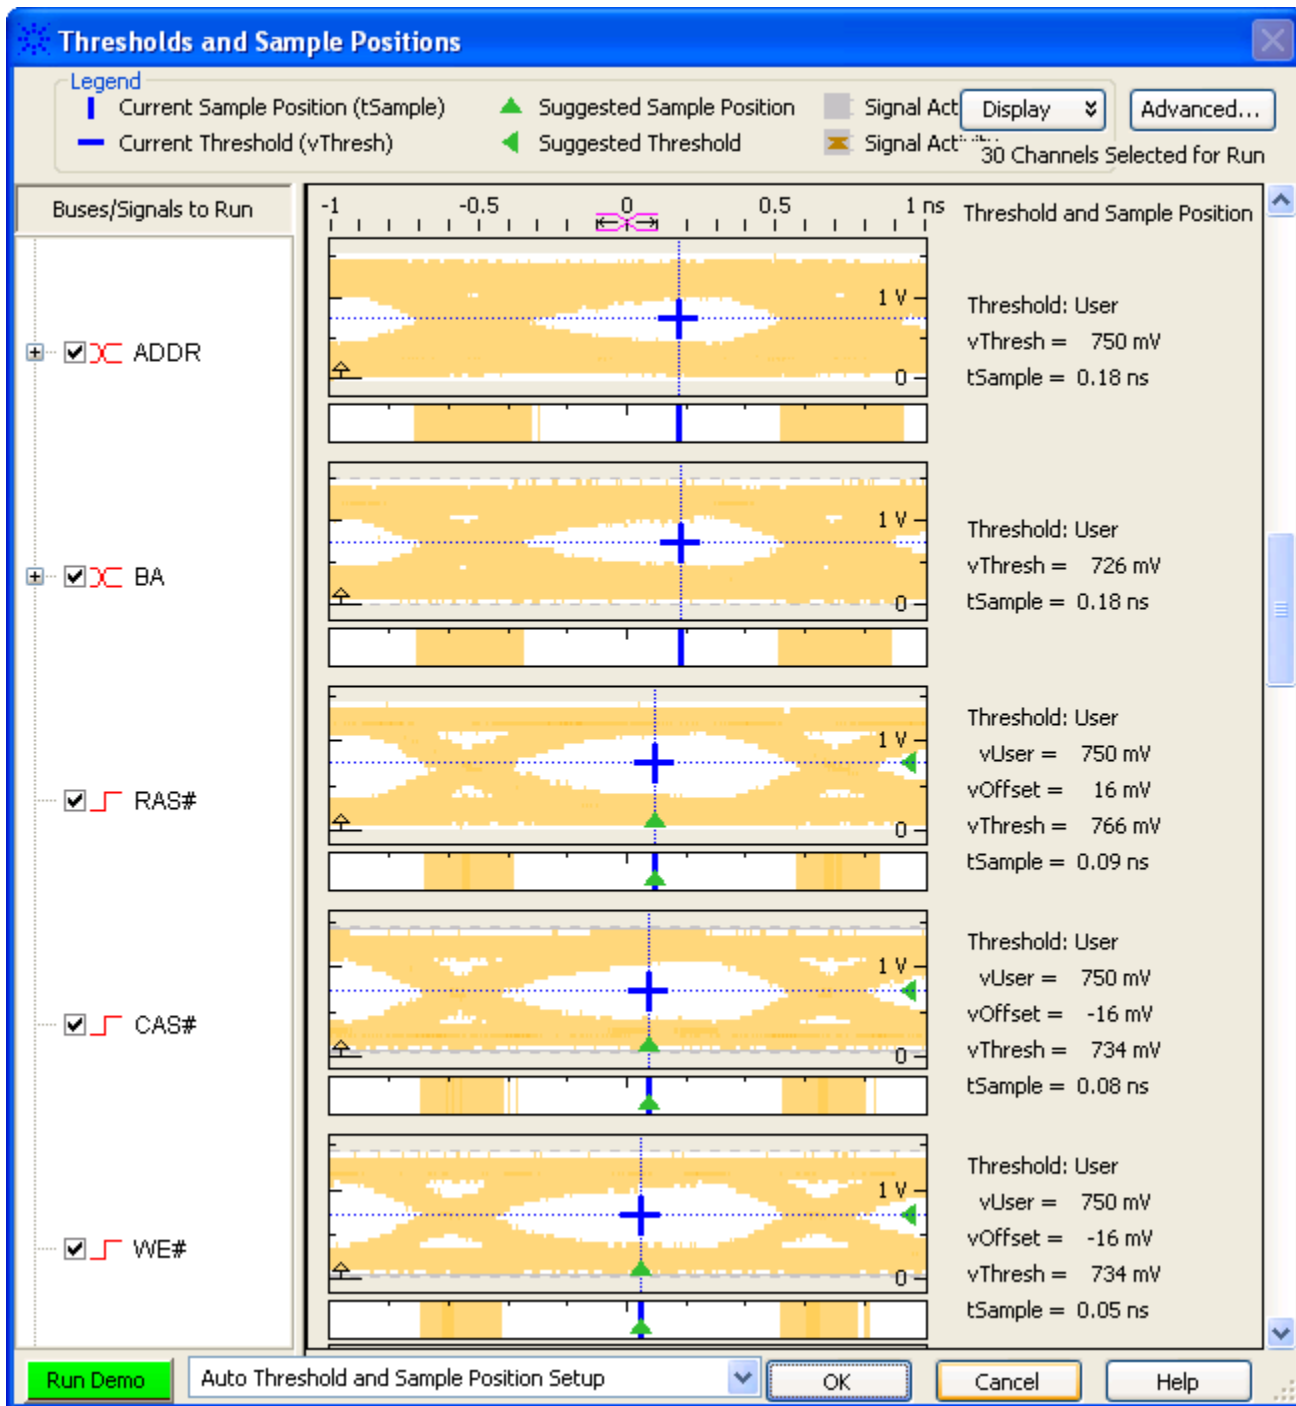 Thresholds and Sample Positions
Legend
Current Sample Position (tSample)
Suggested Sample Position
Signal Act
Display
Advanced...
Current Threshold (vThresh)
Suggested Threshold
Signal Activity
30 Channels Selected for Run
Buses/Signals to Run
-1 -0.5 0 0.5 1 ns
Threshold and Sample Position
ADDR
1 V
0
Threshold: User
vThresh = 750 mV
tSample = 0.18 ns
BA
1 V
0
Threshold: User
vThresh = 726 mV
tSample = 0.18 ns
RAS#
1 V
0
Threshold: User
vUser = 750 mV
vOffset = 16 mV
vThresh = 766 mV
tSample = 0.09 ns
CAS#
1 V
0
Threshold: User
vUser = 750 mV
vOffset = -16 mV
vThresh = 734 mV
tSample = 0.08 ns
WE#
1 V
0
Threshold: User
vUser = 750 mV
vOffset = -16 mV
vThresh = 734 mV
tSample = 0.05 ns
Run Demo
Auto Threshold and Sample Position Setup
OK
Cancel
Help